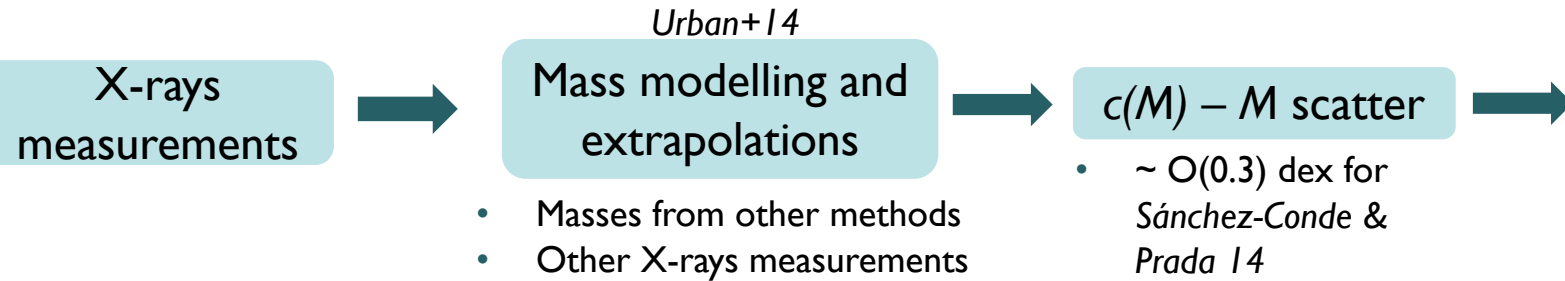 X-rays
measurements
Urban+14
Mass modelling and
extrapolations
• Masses from other methods
• Other X-rays measurements
c(M) – M scatter
• ~ O(0.3) dex for
Sánchez-Conde &
Prada 14